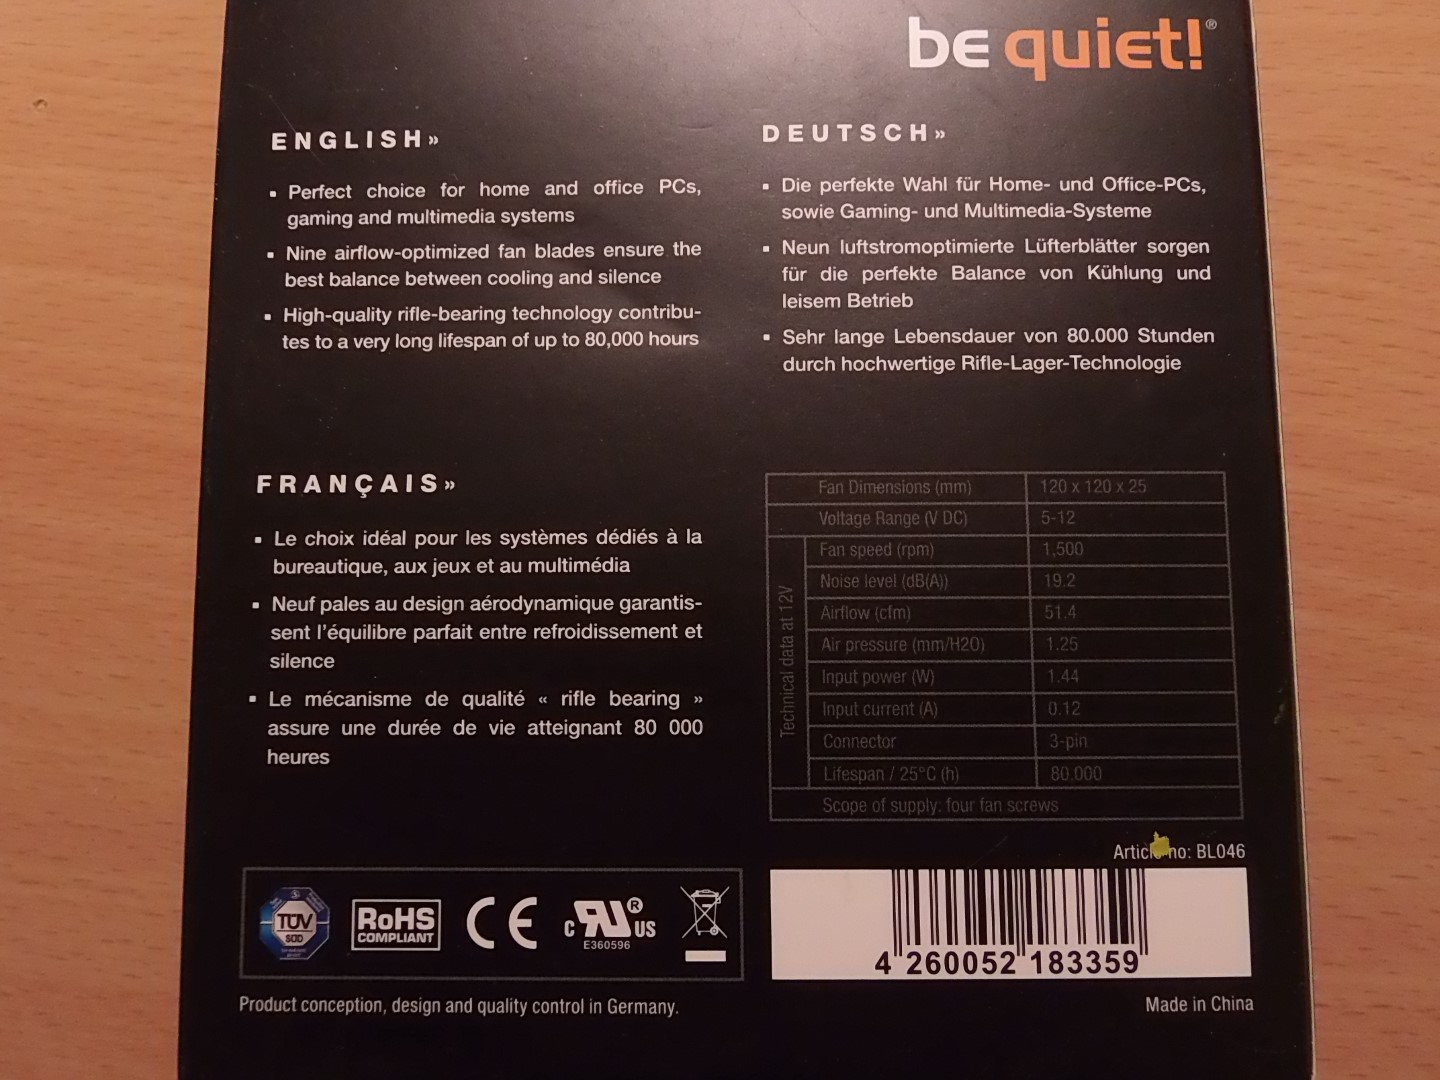 be quiet!®
ENGLISH»
▪ Perfect choice for home and office PCs,
gaming and multimedia systems
▪ Nine airflow-optimized fan blades ensure the
best balance between cooling and silence
▪ High-quality rifle-bearing technology contribu-
tes to a very long lifespan of up to 80,000 hours
DEUTSCH»
▪ Die perfekte Wahl für Home- und Office-PCs,
sowie Gaming- und Multimedia-Systeme
▪ Neun luftstromoptimierte Lüfterblätter sorgen
für die perfekte Balance von Kühlung und
leisem Betrieb
▪ Sehr lange Lebensdauer von 80.000 Stunden
durch hochwertige Rifle-Lager-Technologie
FRANÇAIS»
▪ Le choix idéal pour les systèmes dédiés à la
bureautique, aux jeux et au multimédia
▪ Neuf pales au design aérodynamique garantis-
sent l'équilibre parfait entre refroidissement et
silence
▪ Le mécanisme de qualité « rifle bearing »
assure une durée de vie atteignant 80 000
heures
Fan Dimensions (mm) 120 x 120 x 25
Voltage Range (V DC) 5-12
Technical data at 12V
Fan speed (rpm) 1,500
Noise level (dB(A)) 19.2
Airflow (cfm) 51.4
Air pressure (mm/H2O) 1.25
Input power (W) 1.44
Input current (A) 0.12
Connector 3-pin
Lifespan / 25°C (h) 80.000
Scope of supply: four fan screws
no: BL046
TÜV
SÜD
RoHS
COMPLIANT
CE
c RU® US
E360596
4 260052 183359
Product conception, design and quality control in Germany.
Made in China